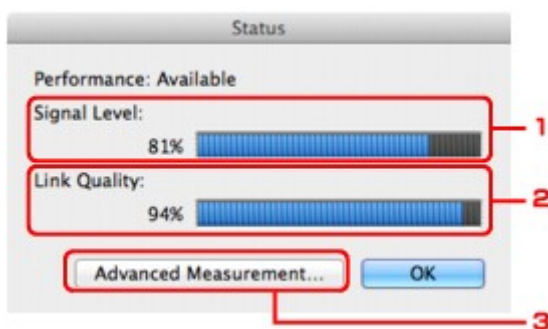 Status
Performance: Available
Signal Level:
81%
1
Link Quality:
94%
2
Advanced Measurement...
OK
3